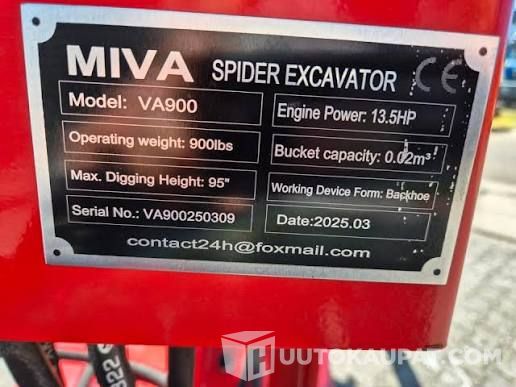 MIVA SPIDER EXCAVATOR CE
Model: VA900
Engine Power: 13.5HP
Operating weight: 900lbs
Bucket capacity: 0.02m³
Max. Digging Height: 95"
Working Device Form: Backhoe
Serial No.: VA900250309
Date:2025.03
contact24h@foxmail.com
HUUTOKAUPAT.COM